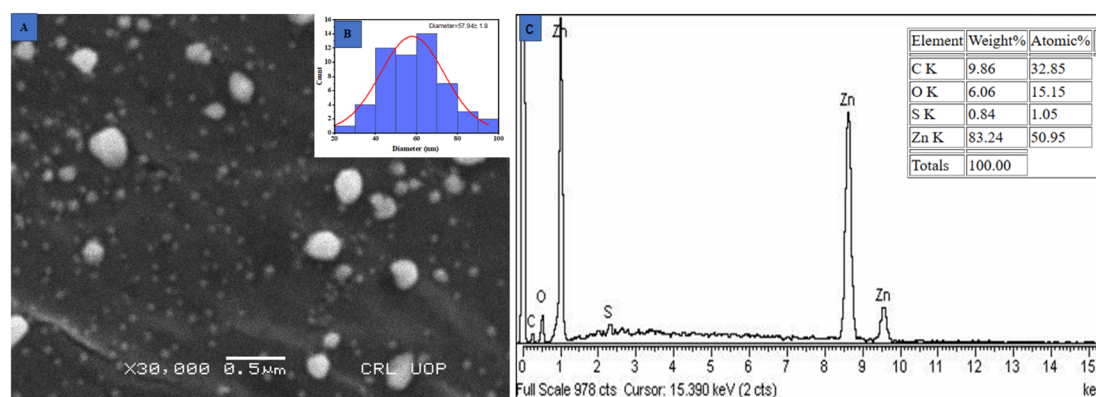 A
B
Diameter=57.94± 1.8
16
14
12
10
8
6
4
2
0
Count
20 40 60 80 100
Diameter (nm)
X30,000 0.5µm CRL UOP
C
Zn
Zn
Zn
O
C
S
0 1 2 3 4 5 6 7 8 9 10 11 12 13 14 15
Full Scale 978 cts Cursor: 15.390 keV (2 cts)
ke
Element Weight% Atomic%
C K 9.86 32.85
O K 6.06 15.15
S K 0.84 1.05
Zn K 83.24 50.95
Totals 100.00